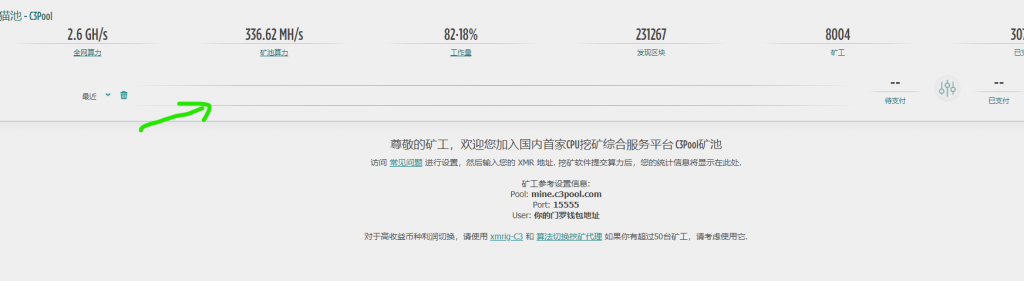 猫池 - C3Pool
2.6 GH/s
336.62 MH/s
82·18%
231267
8004
307
全网算力
矿池算力
工作量
发现区块
矿工
已支
最近
--
--
待支付
已支付
尊敬的矿工，欢迎您加入国内首家CPU挖矿综合服务平台 C3Pool矿池
访问 常见问题 进行设置，然后输入您的 XMR 地址. 挖矿软件提交算力后，您的统计信息将显示在此处.
矿工参考设置信息:
Pool: mine.c3pool.com
Port: 15555
User: 你的门罗钱包地址
对于高收益币种利润切换，请使用 xmrig-C3 和 算法切换挖矿代理 如果你有超过50台矿工，请考虑使用它.